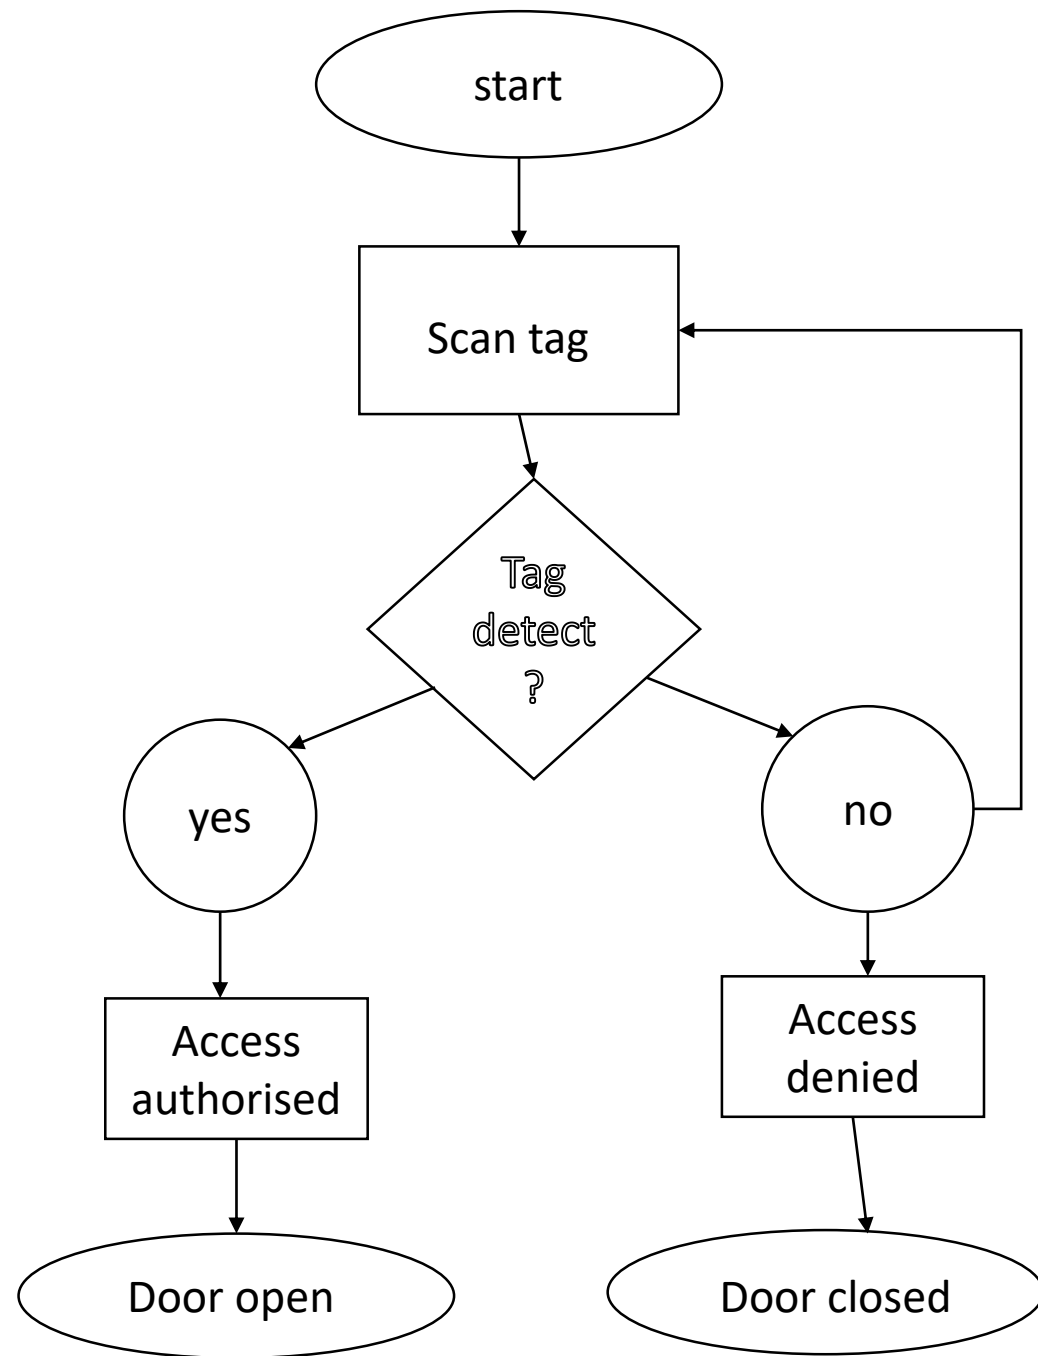 start
Scan tag
Tag
detect
?
yes
no
Access
authorised
Access
denied
Door open
Door closed